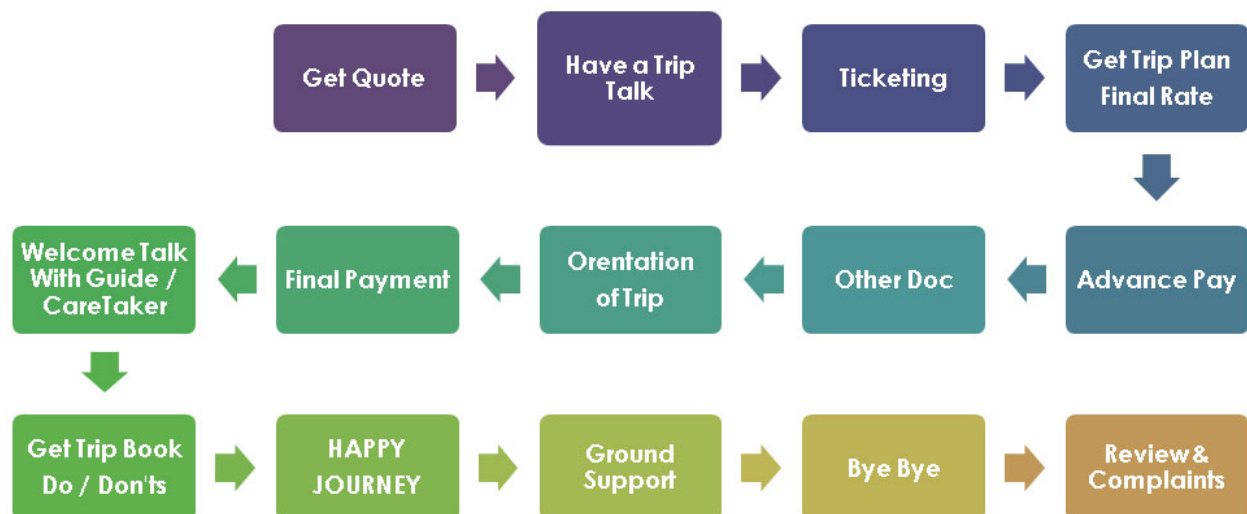 Get Quote
Have a Trip
Talk
Ticketing
Get Trip Plan
Final Rate
Advance Pay
Other Doc
Orentation
of Trip
Final Payment
Welcome Talk
With Guide /
CareTaker
Get Trip Book
Do / Don'ts
HAPPY
JOURNEY
Ground
Support
Bye Bye
Review &
Complaints